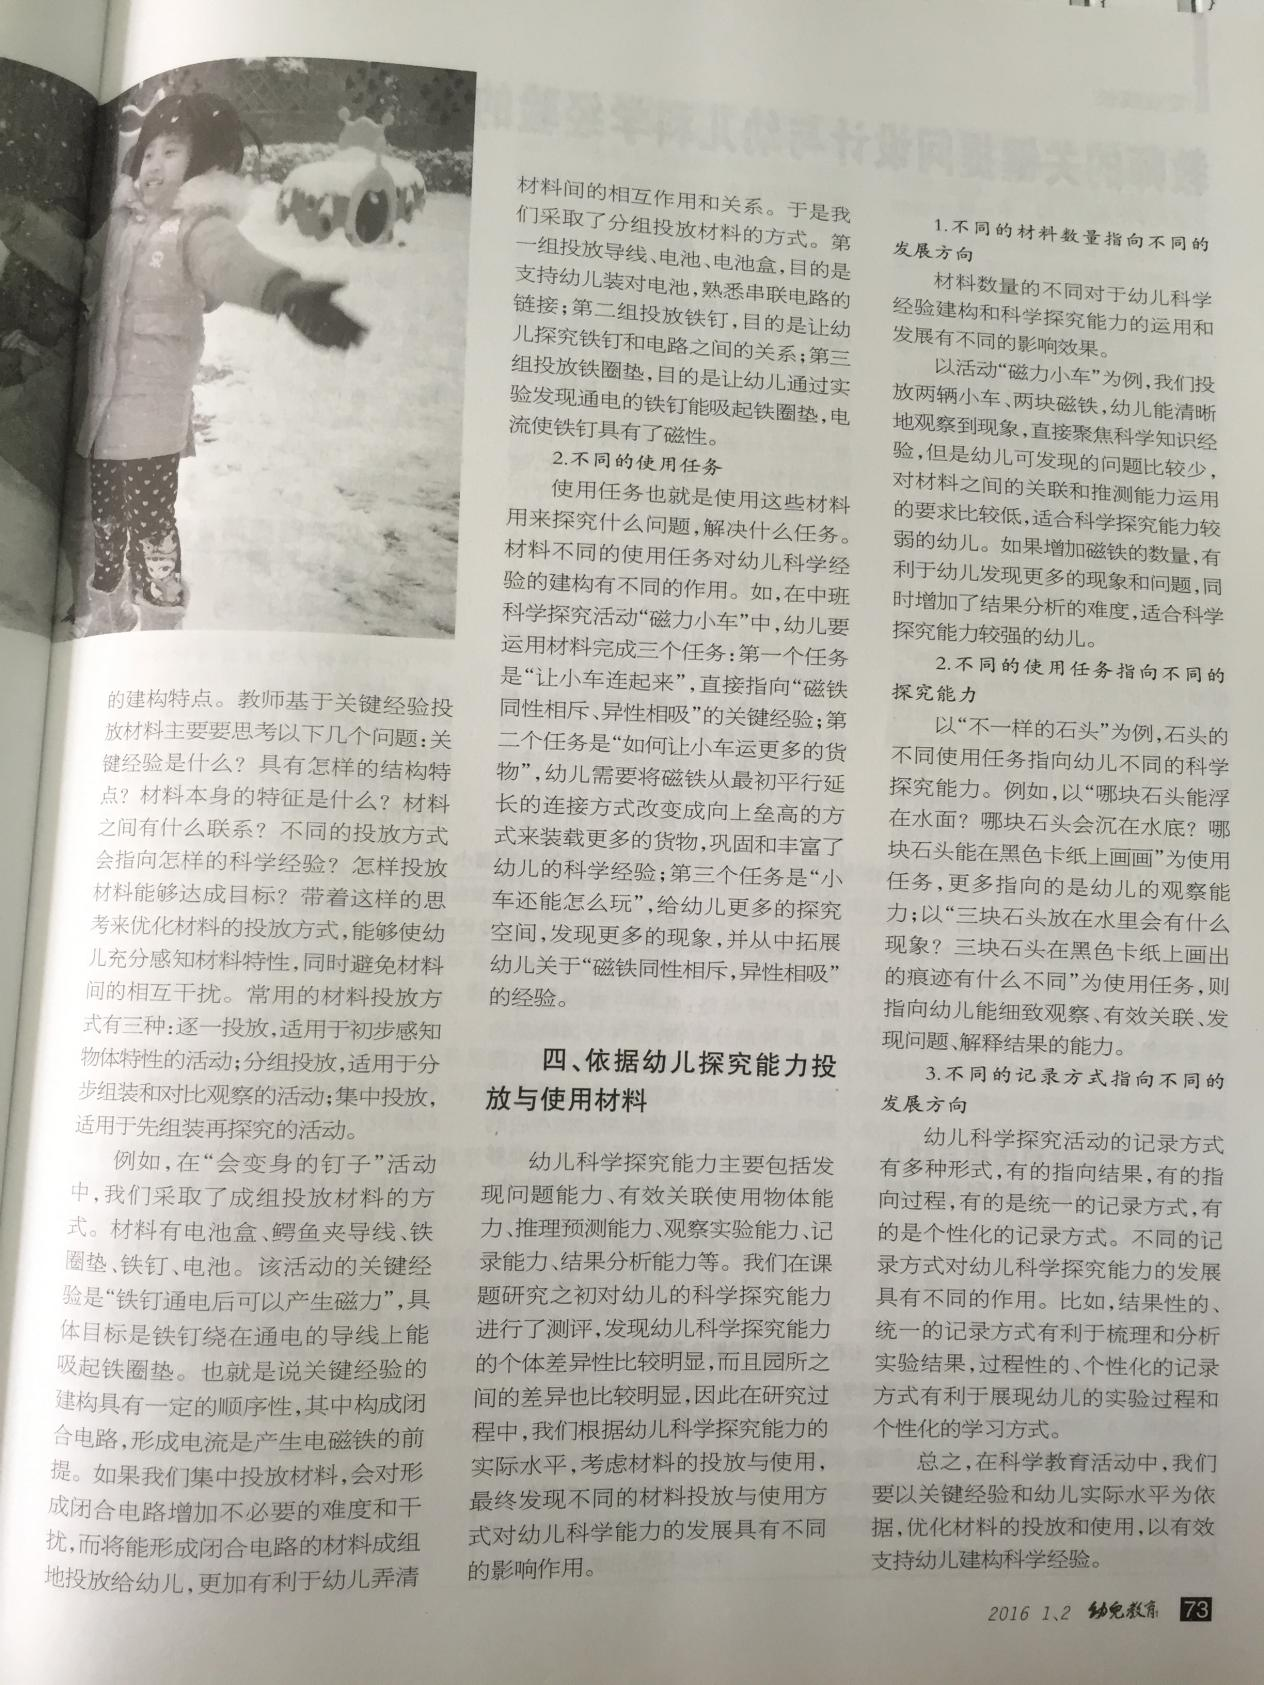 的建构特点。教师基于关键经验投
放材料主要要思考以下几个问题:关
键经验是什么？具有怎样的结构特
点？材料本身的特征是什么？材料
之间有什么联系？不同的投放方式
会指向怎样的科学经验？怎样投放
材料能够达成目标？带着这样的思
考来优化材料的投放方式,能够使幼
儿充分感知材料特性,同时避免材料
间的相互干扰。常用的材料投放方
式有三种:逐一投放,适用于初步感知
物体特性的活动;分组投放,适用于分
步组装和对比观察的活动;集中投放,
适用于先组装再探究的活动。
例如,在“会变身的钉子”活动
中,我们采取了成组投放材料的方
式。材料有电池盒、鳄鱼夹导线、铁
圈垫、铁钉、电池。该活动的关键经
验是“铁钉通电后可以产生磁力”,具
体目标是铁钉绕在通电的导线上能
吸起铁圈垫。也就是说关键经验的
建构具有一定的顺序性,其中构成闭
合电路,形成电流是产生电磁铁的前
提。如果我们集中投放材料,会对形
成闭合电路增加不必要的难度和干
扰,而将能形成闭合电路的材料成组
地投放给幼儿,更加有利于幼儿弄清
材料间的相互作用和关系。于是我
们采取了分组投放材料的方式。第
一组投放导线、电池、电池盒,目的是
支持幼儿装对电池,熟悉串联电路的
链接;第二组投放铁钉,目的是让幼
儿探究铁钉和电路之间的关系;第三
组投放铁圈垫,目的是让幼儿通过实
验发现通电的铁钉能吸起铁圈垫,电
流使铁钉具有了磁性。
2.不同的使用任务
使用任务也就是使用这些材料
用来探究什么问题,解决什么任务。
材料不同的使用任务对幼儿科学经
验的建构有不同的作用。如,在中班
科学探究活动“磁力小车”中,幼儿要
运用材料完成三个任务:第一个任务
是“让小车连起来”,直接指向“磁铁
同性相斥、异性相吸”的关键经验;第
二个任务是“如何让小车运更多的货
物”,幼儿需要将磁铁从最初平行延
长的连接方式改变成向上垒高的方
式来装载更多的货物,巩固和丰富了
幼儿的科学经验;第三个任务是“小
车还能怎么玩”,给幼儿更多的探究
空间,发现更多的现象,并从中拓展
幼儿关于“磁铁同性相斥,异性相吸”
的经验。
四、依据幼儿探究能力投
放与使用材料
幼儿科学探究能力主要包括发
现问题能力、有效关联使用物体能
力、推理预测能力、观察实验能力、记
录能力、结果分析能力等。我们在课
题研究之初对幼儿的科学探究能力
进行了测评,发现幼儿科学探究能力
的个体差异性比较明显,而且园所之
间的差异也比较明显,因此在研究过
程中,我们根据幼儿科学探究能力的
实际水平,考虑材料的投放与使用,
最终发现不同的材料投放与使用方
式对幼儿科学能力的发展具有不同
的影响作用。
1.不同的材料数量指向不同的
发展方向
材料数量的不同对于幼儿科学
经验建构和科学探究能力的运用和
发展有不同的影响效果。
以活动“磁力小车”为例,我们投
放两辆小车、两块磁铁,幼儿能清晰
地观察到现象,直接聚焦科学知识经
验,但是幼儿可发现的问题比较少,
对材料之间的关联和推测能力运用
的要求比较低,适合科学探究能力较
弱的幼儿。如果增加磁铁的数量,有
利于幼儿发现更多的现象和问题,同
时增加了结果分析的难度,适合科学
探究能力较强的幼儿。
2.不同的使用任务指向不同的
探究能力
以“不一样的石头”为例,石头的
不同使用任务指向幼儿不同的科学
探究能力。例如,以“哪块石头能浮
在水面？哪块石头会沉在水底？哪
块石头能在黑色卡纸上画画”为使用
任务,更多指向的是幼儿的观察能
力;以“三块石头放在水里会有什么
现象？三块石头在黑色卡纸上画出
的痕迹有什么不同”为使用任务,则
指向幼儿能细致观察、有效关联、发
现问题、解释结果的能力。
3.不同的记录方式指向不同的
发展方向
幼儿科学探究活动的记录方式
有多种形式,有的指向结果,有的指
向过程,有的是统一的记录方式,有
的是个性化的记录方式。不同的记
录方式对幼儿科学探究能力的发展
具有不同的作用。比如,结果性的、
统一的记录方式有利于梳理和分析
实验结果,过程性的、个性化的记录
方式有利于展现幼儿的实验过程和
个性化的学习方式。
总之,在科学教育活动中,我们
要以关键经验和幼儿实际水平为依
据,优化材料的投放和使用,以有效
支持幼儿建构科学经验。
2016 1、2 幼儿教育 73